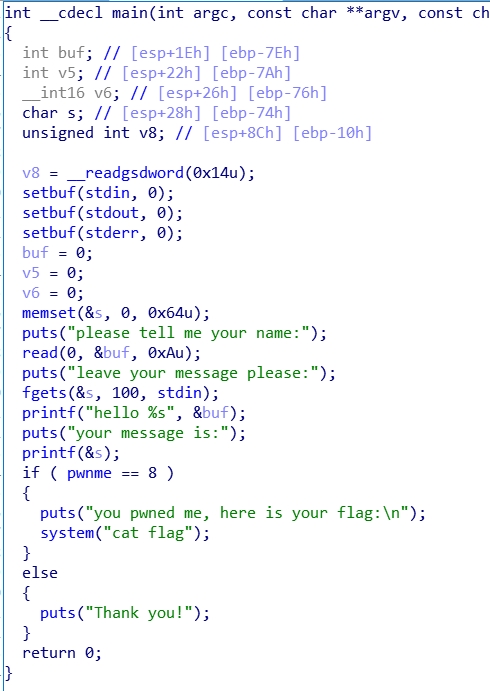 int __cdecl main(int argc, const char **argv, const ch
{
  int buf; // [esp+1Eh] [ebp-7Eh]
  int v5; // [esp+22h] [ebp-7Ah]
  __int16 v6; // [esp+26h] [ebp-76h]
  char s; // [esp+28h] [ebp-74h]
  unsigned int v8; // [esp+8Ch] [ebp-10h]
  v8 = __readgsdword(0x14u);
  setbuf(stdin, 0);
  setbuf(stdout, 0);
  setbuf(stderr, 0);
  buf = 0;
  v5 = 0;
  v6 = 0;
  memset(&s, 0, 0x64u);
  puts("please tell me your name:");
  read(0, &buf, 0xAu);
  puts("leave your message please:");
  fgets(&s, 100, stdin);
  printf("hello %s", &buf);
  puts("your message is:");
  printf(&s);
  if ( pwnme == 8 )
  {
    puts("you pwned me, here is your flag:\n");
    system("cat flag");
  }
  else
  {
    puts("Thank you!");
  }
  return 0;
}